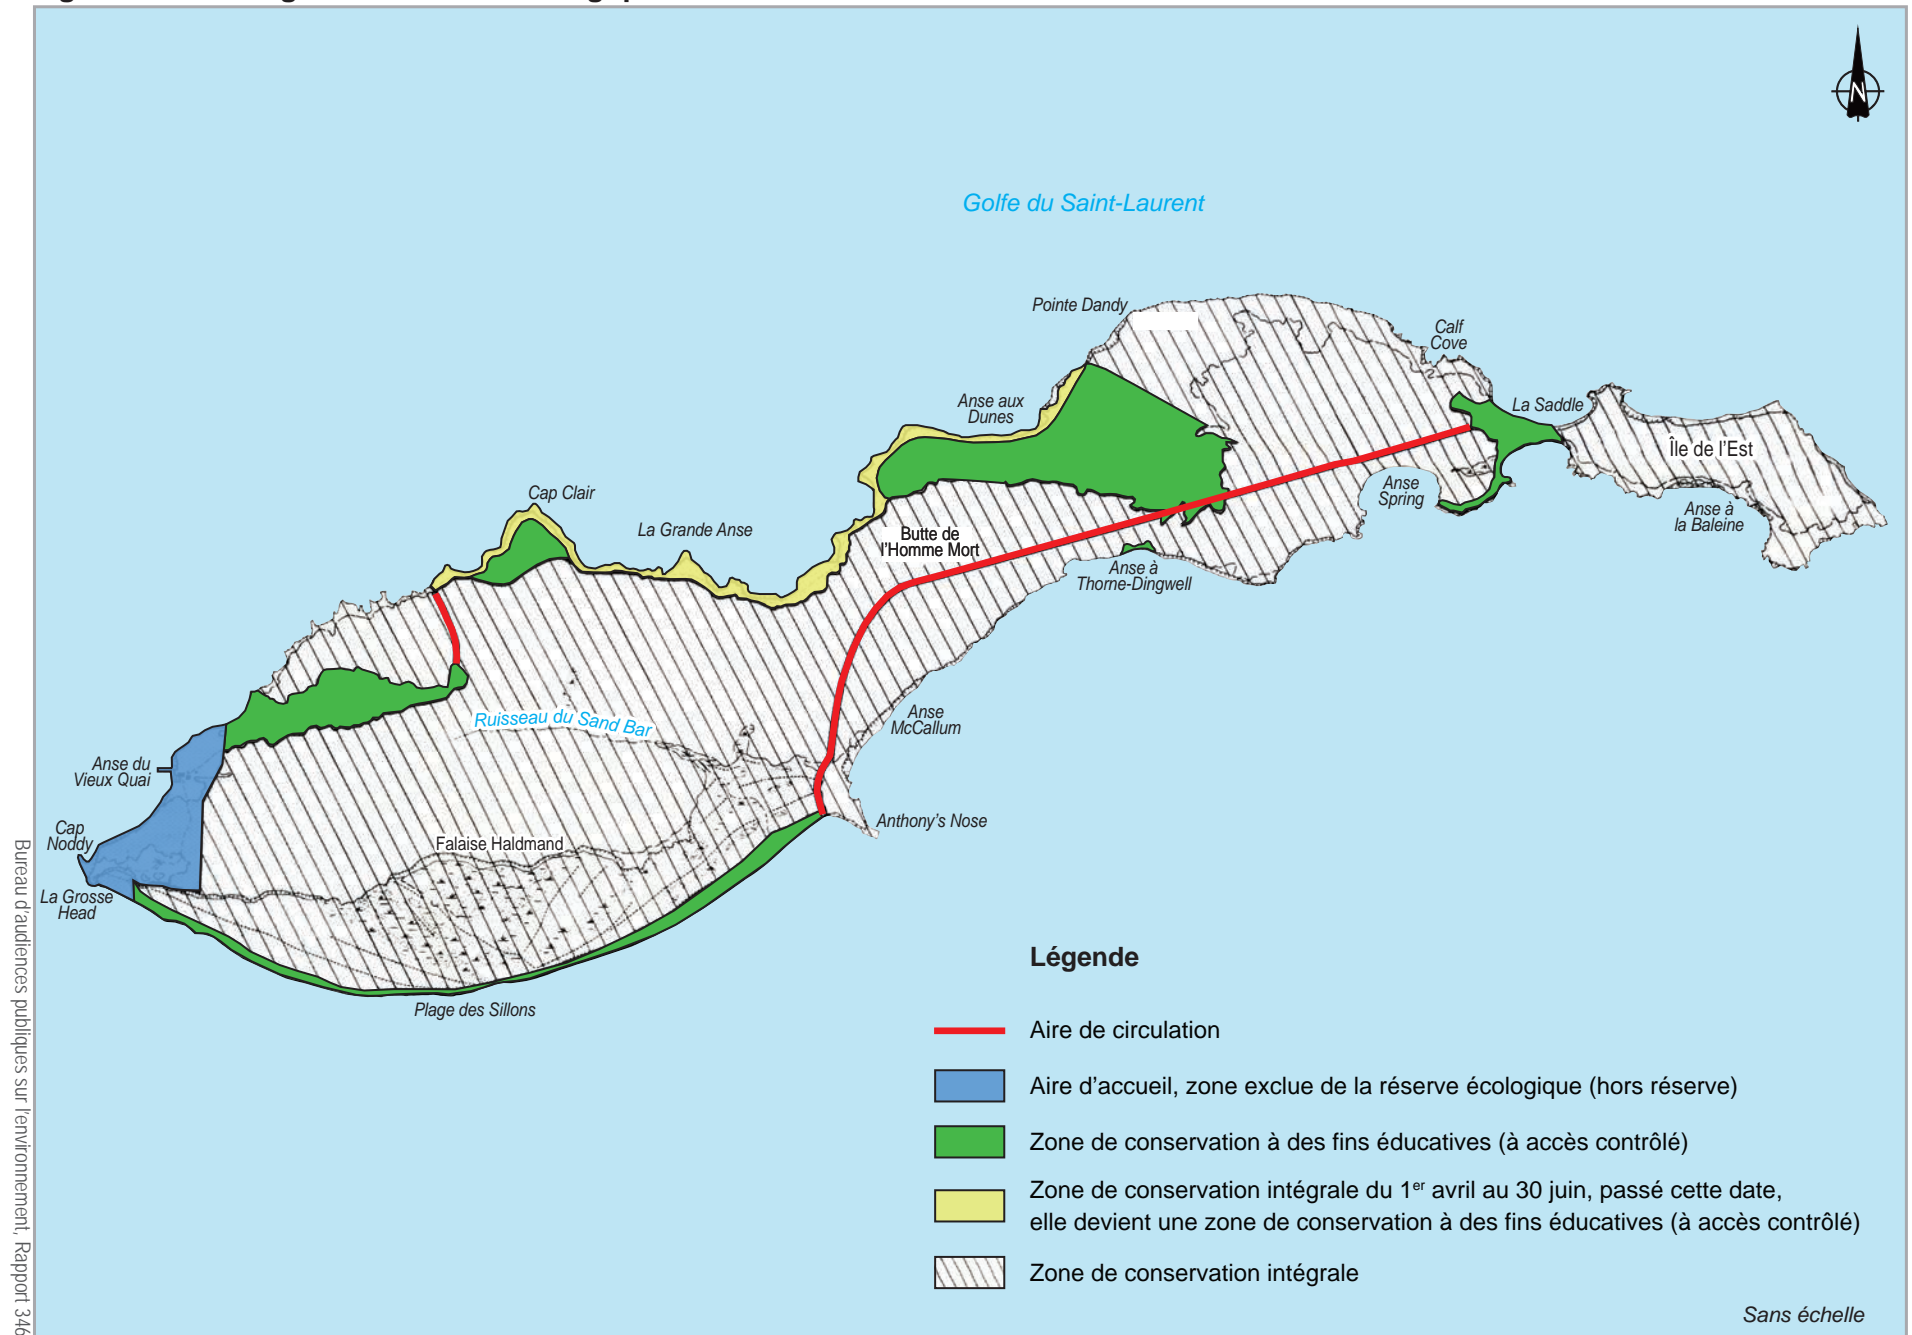 N
Golfe du Saint-Laurent
Pointe Dandy
Calf
Cove
La Saddle
Île de l'Est
Anse aux
Dunes
Anse
Spring
Anse à
la Baleine
Cap Clair
La Grande Anse
Butte de
l'Homme Mort
Anse à
Thorne-Dingwell
Ruisseau du Sand Bar
Anse
McCallum
Anse du
Vieux Quai
Cap
Noddy
Falaise Haldmand
Anthony's Nose
La Grosse
Head
Plage des Sillons
Légende
Aire de circulation
Aire d'accueil, zone exclue de la réserve écologique (hors réserve)
Zone de conservation à des fins éducatives (à accès contrôlé)
Zone de conservation intégrale du 1er avril au 30 juin, passé cette date,
elle devient une zone de conservation à des fins éducatives (à accès contrôlé)
Zone de conservation intégrale
Sans échelle
Bureau d'audiences publiques sur l'environnement, Rapport 346